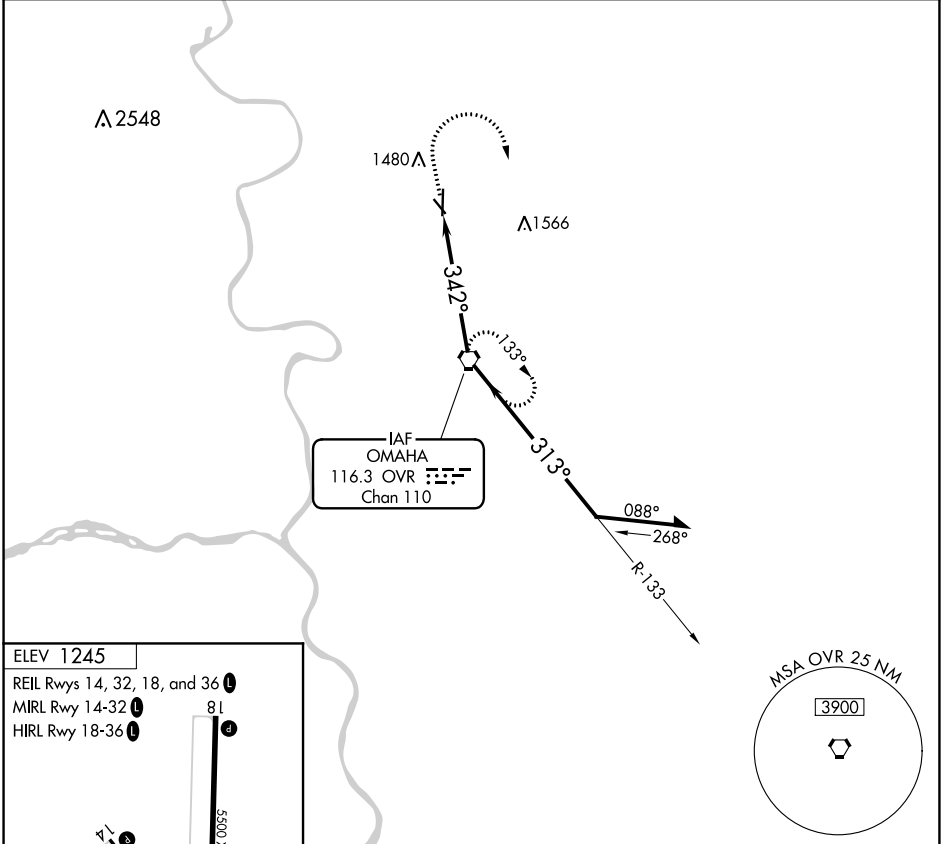 2548
1480
1566
342°
133°
IAF
OMAHA
116.3 OVR
Chan 110
313°
088°
268°
R-133
MSA OVR 25 NM
3900
ELEV 1245
REIL Rwys 14, 32, 18, and 36 L
MIRL Rwy 14-32 L
HIRL Rwy 18-36 L
18
P
5500 X
14
P